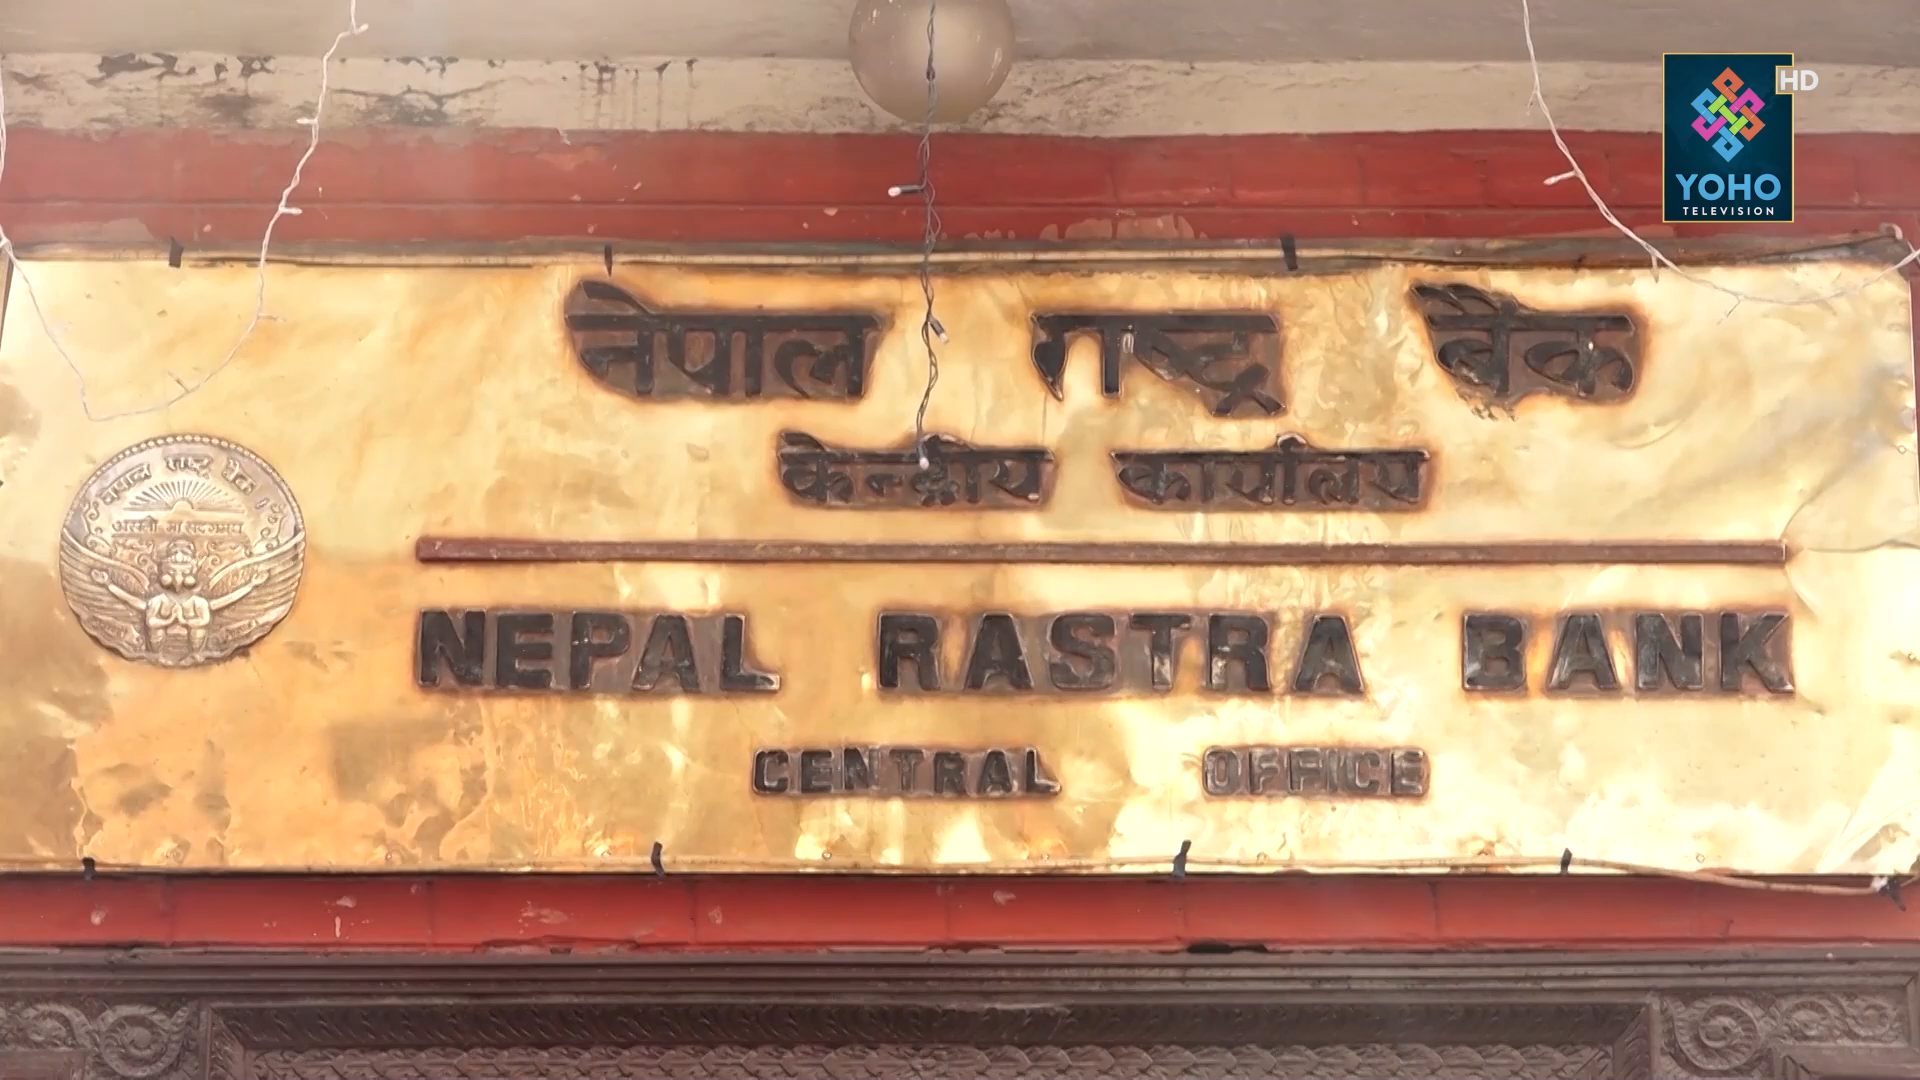 HD
YOHO
TELEVISION
नेपाल राष्ट्र बैंक
केन्द्रीय कार्यालय
नेपाल राष्ट्र बैंक
NEPAL RASTRA BANK
CENTRAL OFFICE